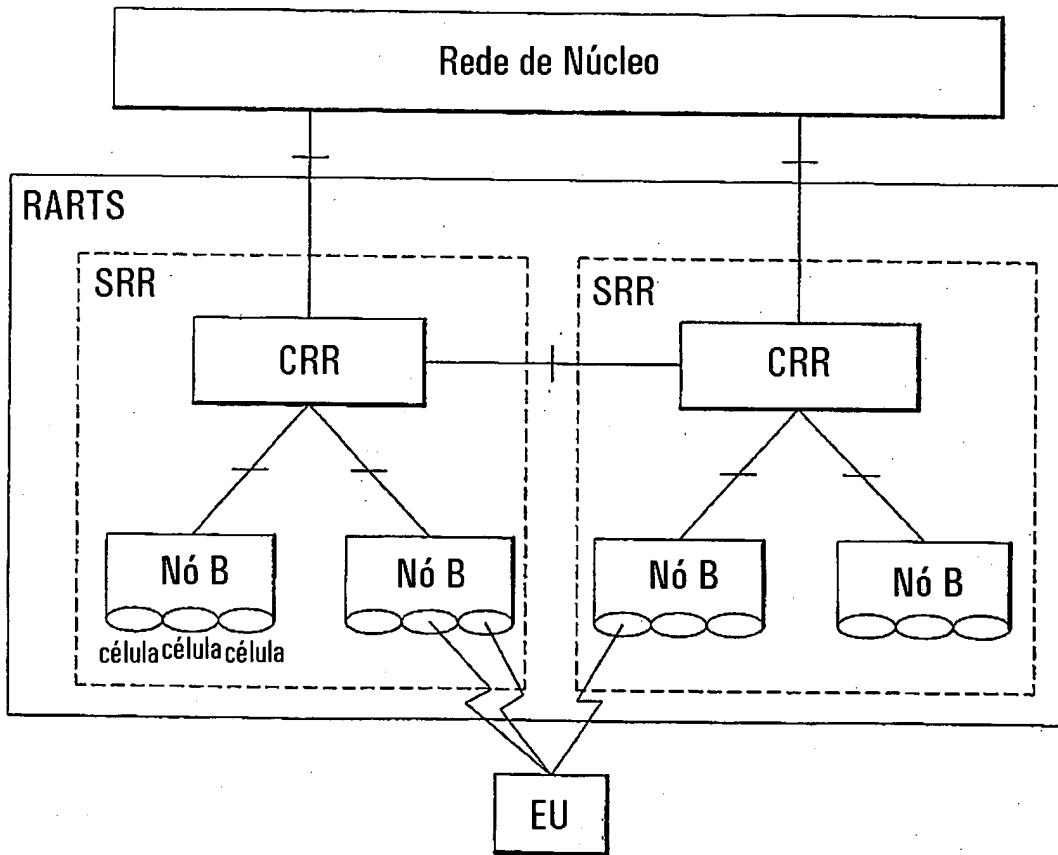 Rede de Núcleo
RARTS
SRR
SRR
CRR
CRR
Nó B
Nó B
Nó B
Nó B
célula célula célula
EU